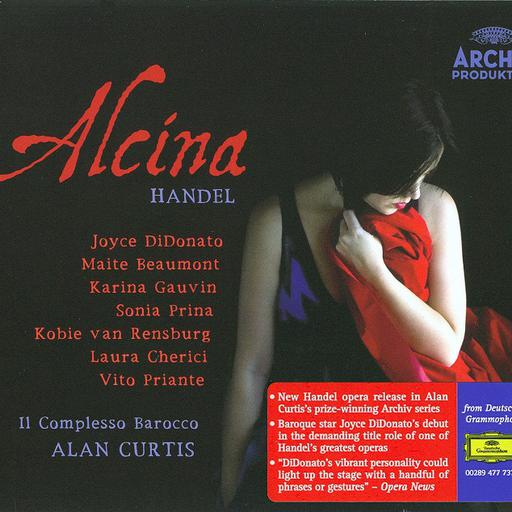 ARCH
PRODUKT
Alcina
HANDEL
Joyce DiDonato
Maite Beaumont
Karina Gauvin
Sonia Prina
Kobie van Rensburg
Laura Cherici
Vito Priante
Il Complesso Barocco
ALAN CURTIS
• New Handel opera release in Alan
Curtis's prize-winning Archiv series
• Baroque star Joyce DiDonato's debut
in the demanding title role of one of
Handel's greatest operas
• "DiDonato's vibrant personality could
light up the stage with a handful of
phrases or gestures" – Opera News
from Deutsc
Grammopho
Deutsche
Grammophon
00289 477 737